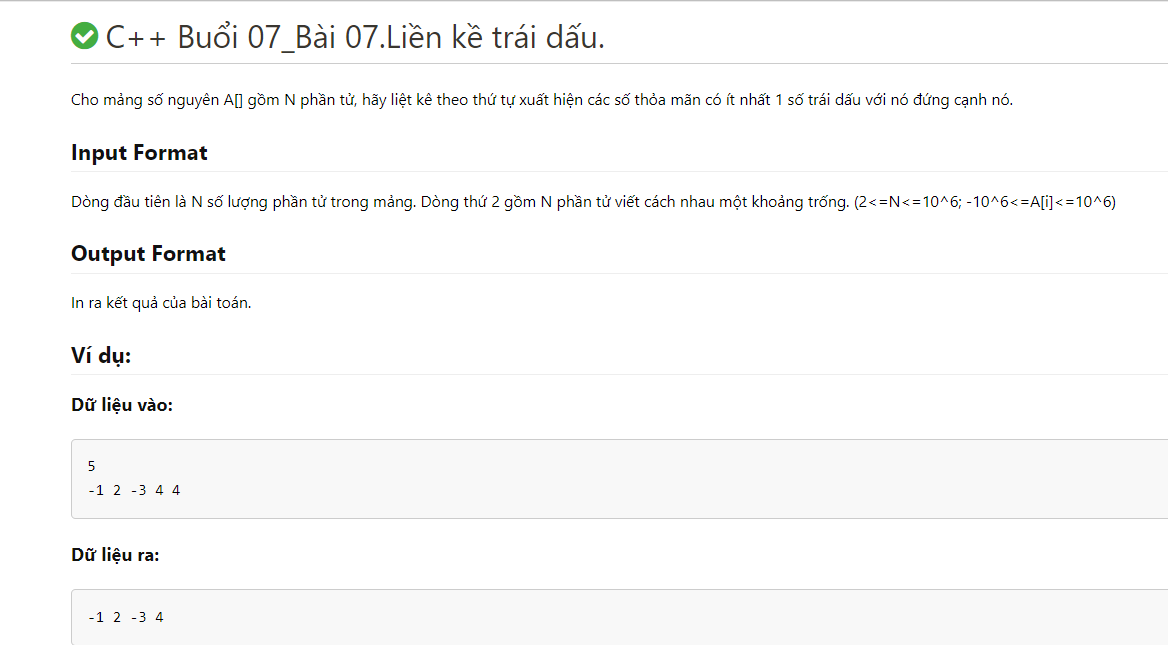 C++ Buổi 07_Bài 07.Liền kề trái dấu.
Cho mảng số nguyên A[] gồm N phần tử, hãy liệt kê theo thứ tự xuất hiện các số thỏa mãn có ít nhất 1 số trái dấu với nó đứng cạnh nó.
Input Format
Dòng đầu tiên là N số lượng phần tử trong mảng. Dòng thứ 2 gồm N phần tử viết cách nhau một khoảng trống. (2<=N<=10^6; -10^6<=A[i]<=10^6)
Output Format
In ra kết quả của bài toán.
Ví dụ:
Dữ liệu vào:
5
-1 2 -3 4 4
Dữ liệu ra:
-1 2 -3 4